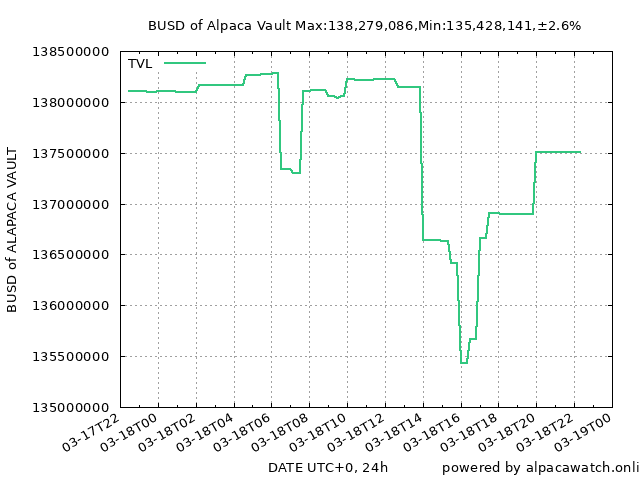 BUSD of Alpaca Vault Max:138,279,086,Min:135,428,141,±2.6%
TVL
138500000
138000000
137500000
137000000
136500000
136000000
135500000
135000000
BUSD of ALAPACA VAULT
03-17T22
03-18T00
03-18T02
03-18T04
03-18T06
03-18T08
03-18T10
03-18T12
03-18T14
03-18T16
03-18T18
03-18T20
03-18T22
03-19T00
DATE UTC+0, 24h
powered by alpacawatch.onli